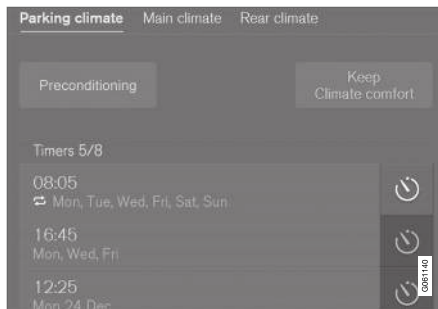 Parking climate Main climate Rear climate
Preconditioning
Keep
Climate comfort
Timers 5/8
08:05
Mon, Tue, Wed, Fri, Sat, Sun
16:45
Mon, Wed, Fri
12:25
Mon 24 Dec
G061140